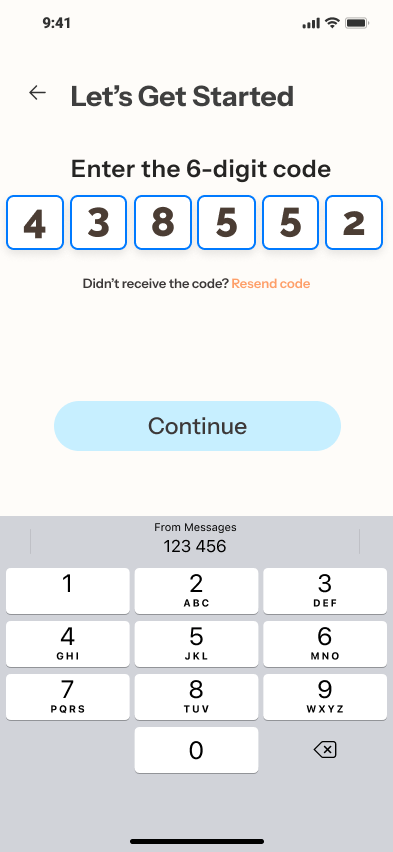 9:41
Let's Get Started
Enter the 6-digit code
4 3 8 5 5 2
Didn't receive the code? Resend code
Continue
From Messages
123 456
1 2 3
ABC DEF
4 5 6
GHI JKL MNO
7 8 9
PQRS TUV WXYZ
0